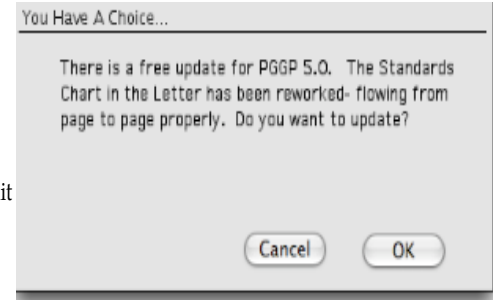 You Have A Choice...
There is a free update for PGGP 5.0. The Standards
Chart in the Letter has been reworked- flowing from
page to page properly. Do you want to update?
it
Cancel
OK